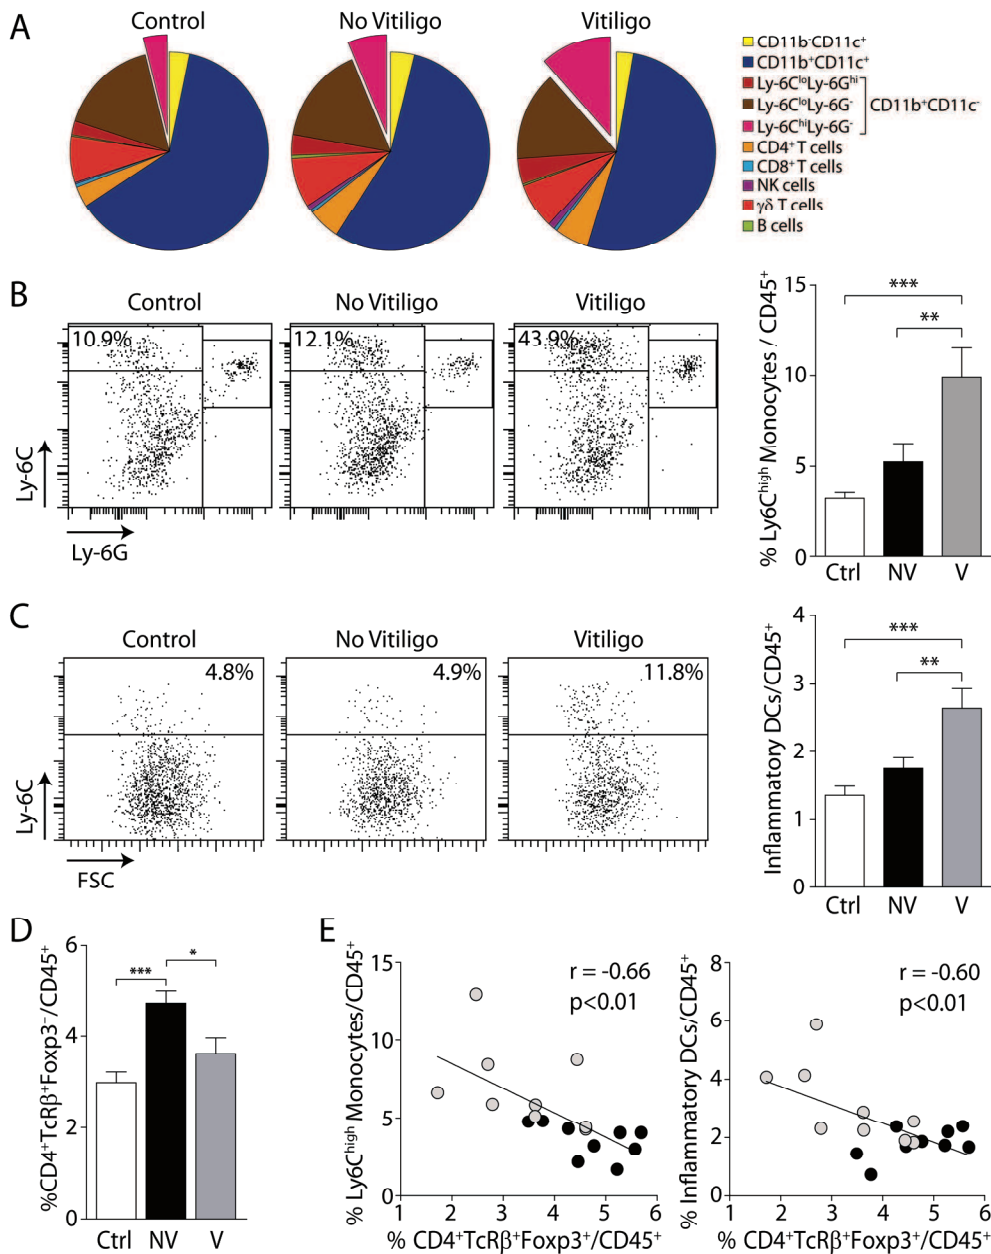 A
Control
No Vitiligo
Vitiligo
CD11b⁻CD11c⁺
CD11b⁺CD11c⁺
Ly-6CˡᵒLy-6Gʰⁱ
Ly-6CˡᵒLy-6G⁻
Ly-6CʰⁱLy-6G⁻
CD11b⁺CD11c⁻
CD4⁺ T cells
CD8⁺ T cells
NK cells
γδ T cells
B cells
B
Control
No Vitiligo
Vitiligo
10.9%
12.1%
43.9%
Ly-6C
Ly-6G
% Ly6Cʰⁱᵍʰ Monocytes / CD45⁺
15
10
5
0
***
**
Ctrl NV V
C
Control
No Vitiligo
Vitiligo
4.8%
4.9%
11.8%
Ly-6C
FSC
Inflammatory DCs/CD45⁺
4
3
2
1
0
***
**
Ctrl NV V
D
%CD4⁺TcRβ⁺Foxp3⁻/CD45⁺
6
4
2
0
***
*
Ctrl NV V
E
% Ly6Cʰⁱᵍʰ Monocytes/CD45⁺
15
10
5
0
r = -0.66
p<0.01
1 2 3 4 5 6
% CD4⁺TcRβ⁺Foxp3⁺/CD45⁺
% Inflammatory DCs/CD45⁺
8
6
4
2
0
r = -0.60
p<0.01
1 2 3 4 5 6
% CD4⁺TcRβ⁺Foxp3⁺/CD45⁺